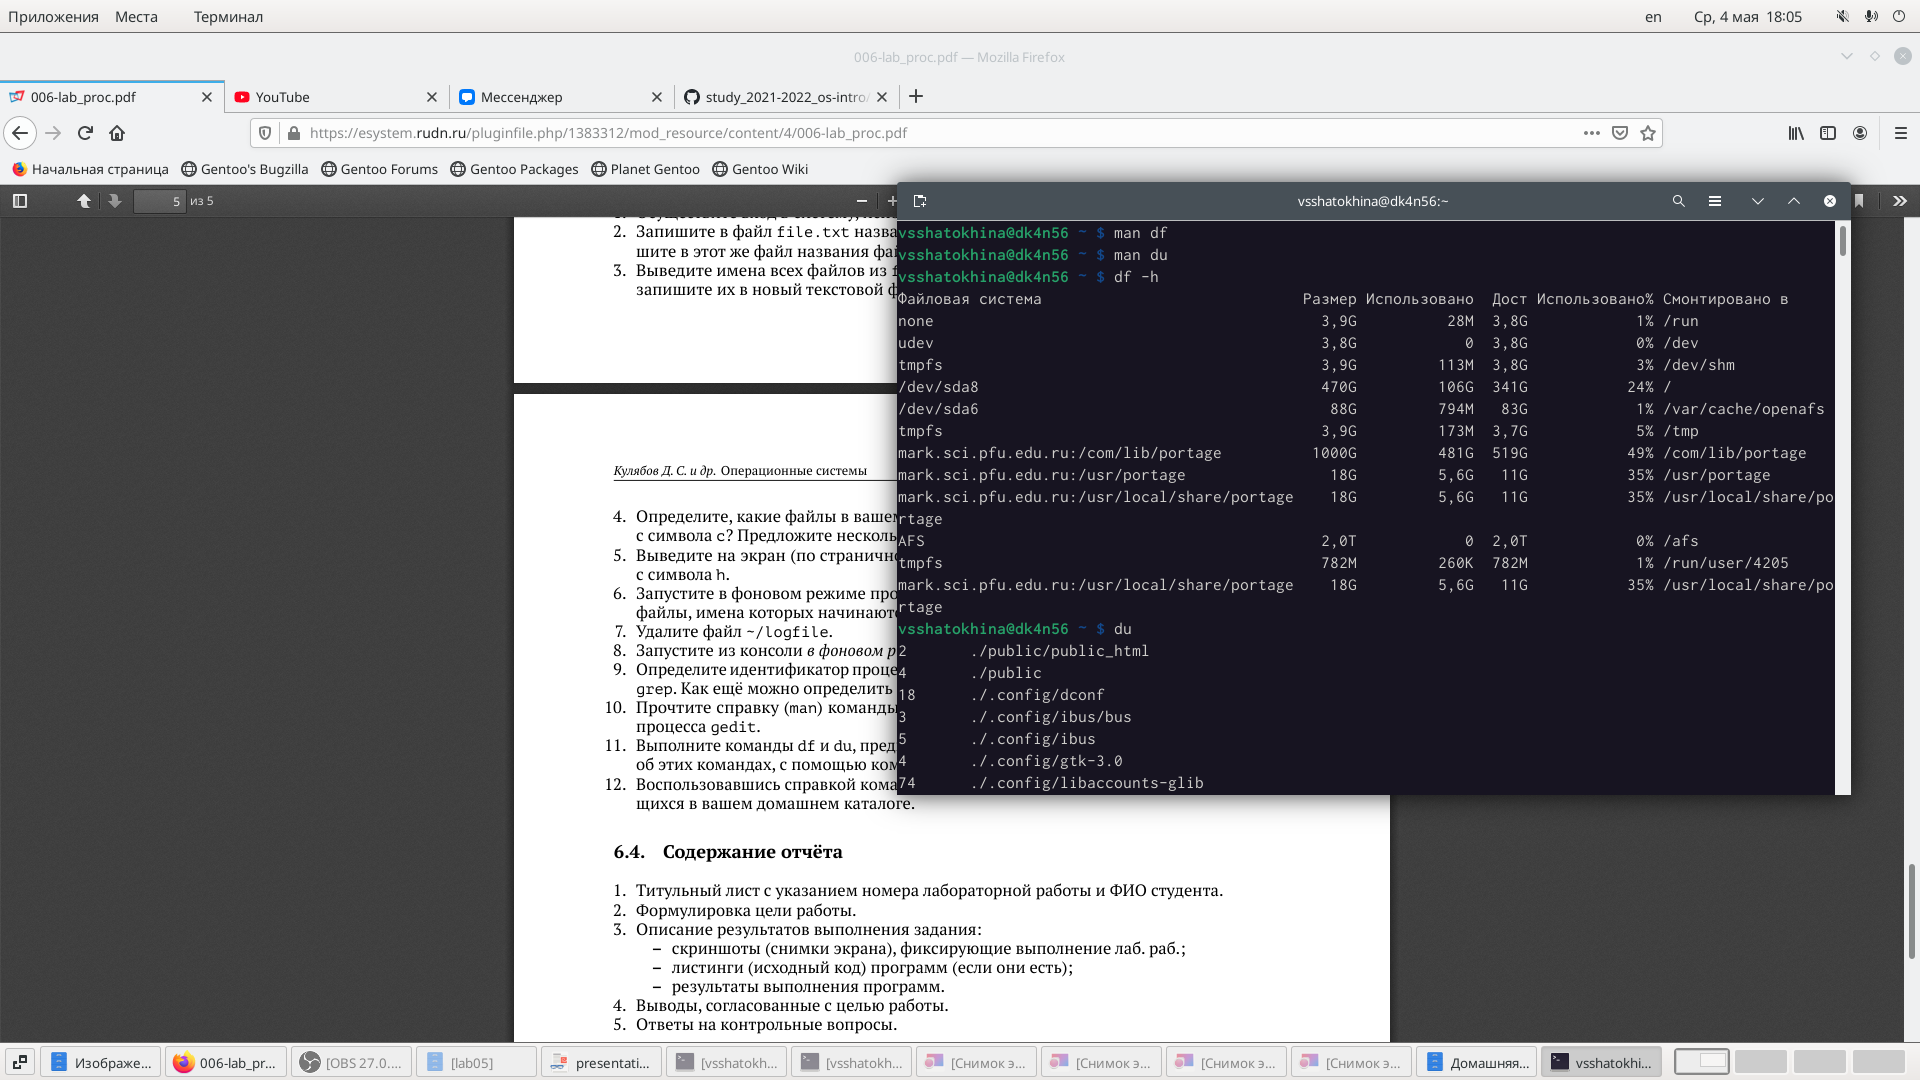 Приложения Места Терминал
en Ср, 4 мая 18:05
006-lab_proc.pdf — Mozilla Firefox
006-lab_proc.pdf YouTube Мессенджер study_2021-2022_os-intro/
https://esystem.rudn.ru/pluginfile.php/1383312/mod_resource/content/4/006-lab_proc.pdf
Начальная страница Gentoo's Bugzilla Gentoo Forums Gentoo Packages Planet Gentoo Gentoo Wiki
5 из 5
2. Запишите в файл file.txt назва
шите в этот же файл названия фа
3. Выведите имена всех файлов из
запишите их в новый текстовой ф
Кулябов Д. С. и др. Операционные системы
4. Определите, какие файлы в вашем
с символа c? Предложите несколь
5. Выведите на экран (по странично
с символа h.
6. Запустите в фоновом режиме про
файлы, имена которых начинают
7. Удалите файл ~/logfile.
8. Запустите из консоли в фоновом р
9. Определите идентификатор проце
grep. Как ещё можно определить
10. Прочтите справку (man) команды
процесса gedit.
11. Выполните команды df и du, пред
об этих командах, с помощью ком
12. Воспользовавшись справкой кома
щихся в вашем домашнем каталоге.
6.4. Содержание отчёта
1. Титульный лист с указанием номера лабораторной работы и ФИО студента.
2. Формулировка цели работы.
3. Описание результатов выполнения задания:
– скриншоты (снимки экрана), фиксирующие выполнение лаб. раб.;
– листинги (исходный код) программ (если они есть);
– результаты выполнения программ.
4. Выводы, согласованные с целью работы.
5. Ответы на контрольные вопросы.
vsshatokhina@dk4n56:~
vsshatokhina@dk4n56 ~ $ man df
vsshatokhina@dk4n56 ~ $ man du
vsshatokhina@dk4n56 ~ $ df -h
Файловая система Размер Использовано Дост Использовано% Смонтировано в
none 3,9G 28M 3,8G 1% /run
udev 3,8G 0 3,8G 0% /dev
tmpfs 3,9G 113M 3,8G 3% /dev/shm
/dev/sda8 470G 106G 341G 24% /
/dev/sda6 88G 794M 83G 1% /var/cache/openafs
tmpfs 3,9G 173M 3,7G 5% /tmp
mark.sci.pfu.edu.ru:/com/lib/portage 1000G 481G 519G 49% /com/lib/portage
mark.sci.pfu.edu.ru:/usr/portage 18G 5,6G 11G 35% /usr/portage
mark.sci.pfu.edu.ru:/usr/local/share/portage 18G 5,6G 11G 35% /usr/local/share/po
rtage
AFS 2,0T 0 2,0T 0% /afs
tmpfs 782M 260K 782M 1% /run/user/4205
mark.sci.pfu.edu.ru:/usr/local/share/portage 18G 5,6G 11G 35% /usr/local/share/po
rtage
vsshatokhina@dk4n56 ~ $ du
2 ./public/public_html
4 ./public
18 ./.config/dconf
3 ./.config/ibus/bus
5 ./.config/ibus
4 ./.config/gtk-3.0
74 ./.config/libaccounts-glib
Изображе... 006-lab_pr... [OBS 27.0.... [lab05] presentati... [vsshatokh... [vsshatokh... [Снимок э... [Снимок э... [Снимок э... [Снимок э... Домашняя... vsshatokhi...